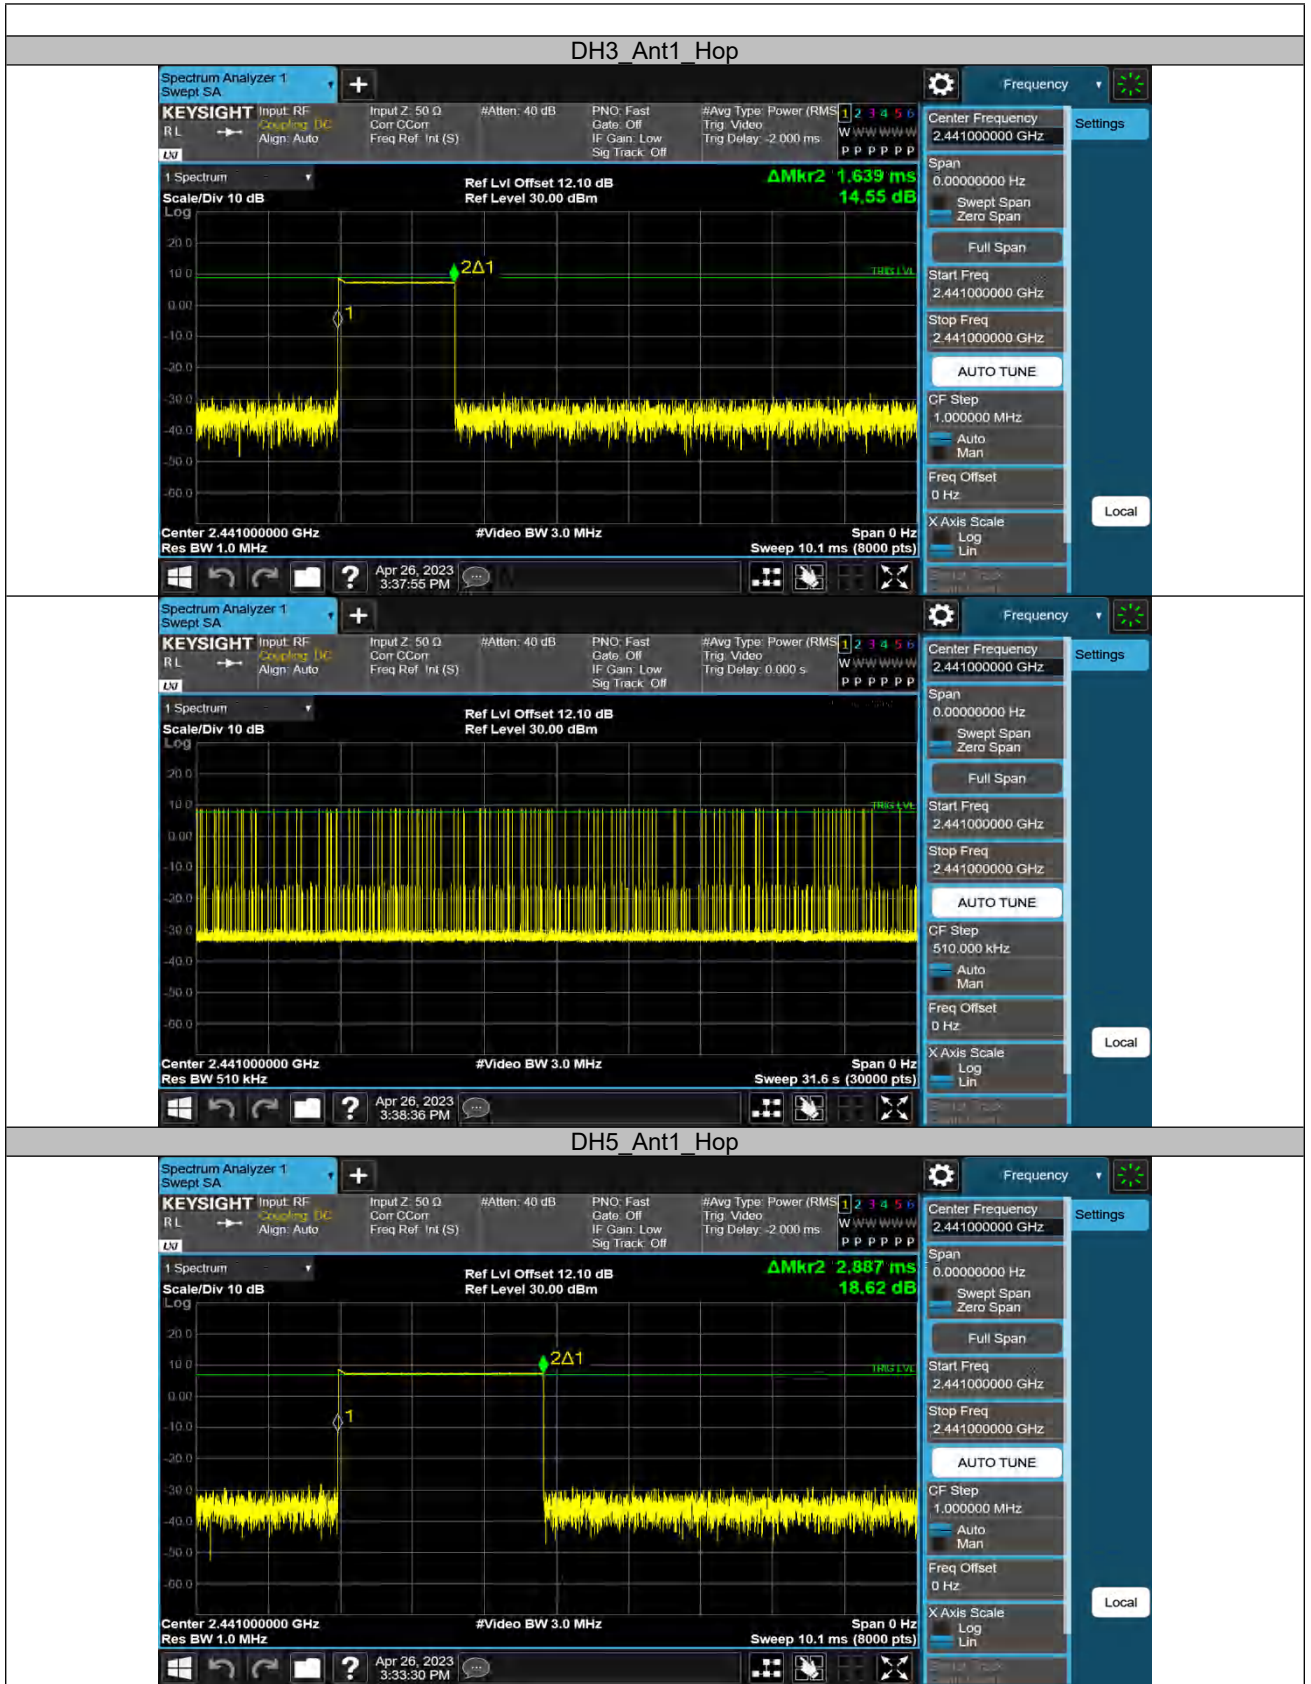 DH3_Ant1_Hop
Spectrum Analyzer 1
Swept SA
+
Frequency
KEYSIGHT
RL
LXI
Input: RF
Coupling: DC
Align: Auto
Input Z: 50 Ω
Corr CCorr
Freq Ref: Int (S)
#Atten: 40 dB
PNO: Fast
Gate: Off
IF Gain: Low
Sig Track: Off
#Avg Type: Power (RMS
Trig: Video
Trig Delay: -2.000 ms
1 2 3 4 5 6
W W W W W W
P P P P P P
Center Frequency
2.441000000 GHz
Settings
Span
0.00000000 Hz
Swept Span
Zero Span
Full Span
Start Freq
2.441000000 GHz
Stop Freq
2.441000000 GHz
AUTO TUNE
CF Step
1.000000 MHz
Auto
Man
Freq Offset
0 Hz
X Axis Scale
Log
Lin
Local
1 Spectrum
Scale/Div 10 dB
Log
Ref Lvl Offset 12.10 dB
Ref Level 30.00 dBm
ΔMkr2 1.639 ms
14.55 dB
20.0
10.0
0.00
-10.0
-20.0
-30.0
-40.0
-50.0
-60.0
2Δ1
1
TRIG LVL
Center 2.441000000 GHz
Res BW 1.0 MHz
#Video BW 3.0 MHz
Span 0 Hz
Sweep 10.1 ms (8000 pts)
?
Apr 26, 2023
3:37:55 PM
Spectrum Analyzer 1
Swept SA
+
Frequency
KEYSIGHT
RL
LXI
Input: RF
Coupling: DC
Align: Auto
Input Z: 50 Ω
Corr CCorr
Freq Ref: Int (S)
#Atten: 40 dB
PNO: Fast
Gate: Off
IF Gain: Low
Sig Track: Off
#Avg Type: Power (RMS
Trig: Video
Trig Delay: 0.000 s
1 2 3 4 5 6
W W W W W W
P P P P P P
Center Frequency
2.441000000 GHz
Settings
Span
0.00000000 Hz
Swept Span
Zero Span
Full Span
Start Freq
2.441000000 GHz
Stop Freq
2.441000000 GHz
AUTO TUNE
CF Step
510.000 kHz
Auto
Man
Freq Offset
0 Hz
X Axis Scale
Log
Lin
Local
1 Spectrum
Scale/Div 10 dB
Log
Ref Lvl Offset 12.10 dB
Ref Level 30.00 dBm
20.0
10.0
0.00
-10.0
-20.0
-30.0
-40.0
-50.0
-60.0
TRIG LVL
Center 2.441000000 GHz
Res BW 510 kHz
#Video BW 3.0 MHz
Span 0 Hz
Sweep 31.6 s (30000 pts)
?
Apr 26, 2023
3:38:36 PM
DH5_Ant1_Hop
Spectrum Analyzer 1
Swept SA
+
Frequency
KEYSIGHT
RL
LXI
Input: RF
Coupling: DC
Align: Auto
Input Z: 50 Ω
Corr CCorr
Freq Ref: Int (S)
#Atten: 40 dB
PNO: Fast
Gate: Off
IF Gain: Low
Sig Track: Off
#Avg Type: Power (RMS
Trig: Video
Trig Delay: -2.000 ms
1 2 3 4 5 6
W W W W W W
P P P P P P
Center Frequency
2.441000000 GHz
Settings
Span
0.00000000 Hz
Swept Span
Zero Span
Full Span
Start Freq
2.441000000 GHz
Stop Freq
2.441000000 GHz
AUTO TUNE
CF Step
1.000000 MHz
Auto
Man
Freq Offset
0 Hz
X Axis Scale
Log
Lin
Local
1 Spectrum
Scale/Div 10 dB
Log
Ref Lvl Offset 12.10 dB
Ref Level 30.00 dBm
ΔMkr2 2.887 ms
18.62 dB
20.0
10.0
0.00
-10.0
-20.0
-30.0
-40.0
-50.0
-60.0
2Δ1
1
TRIG LVL
Center 2.441000000 GHz
Res BW 1.0 MHz
#Video BW 3.0 MHz
Span 0 Hz
Sweep 10.1 ms (8000 pts)
?
Apr 26, 2023
3:33:30 PM